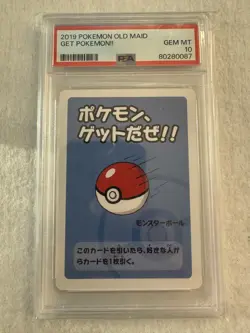 2019 POKEMON OLD MAID
GET POKEMON!!
GEM MT
10
PSA
80280087
ポケモン、
ゲットだぜ!!
モンスターボール
このカードを引いたら、好きな人か
らカードを1枚引く。